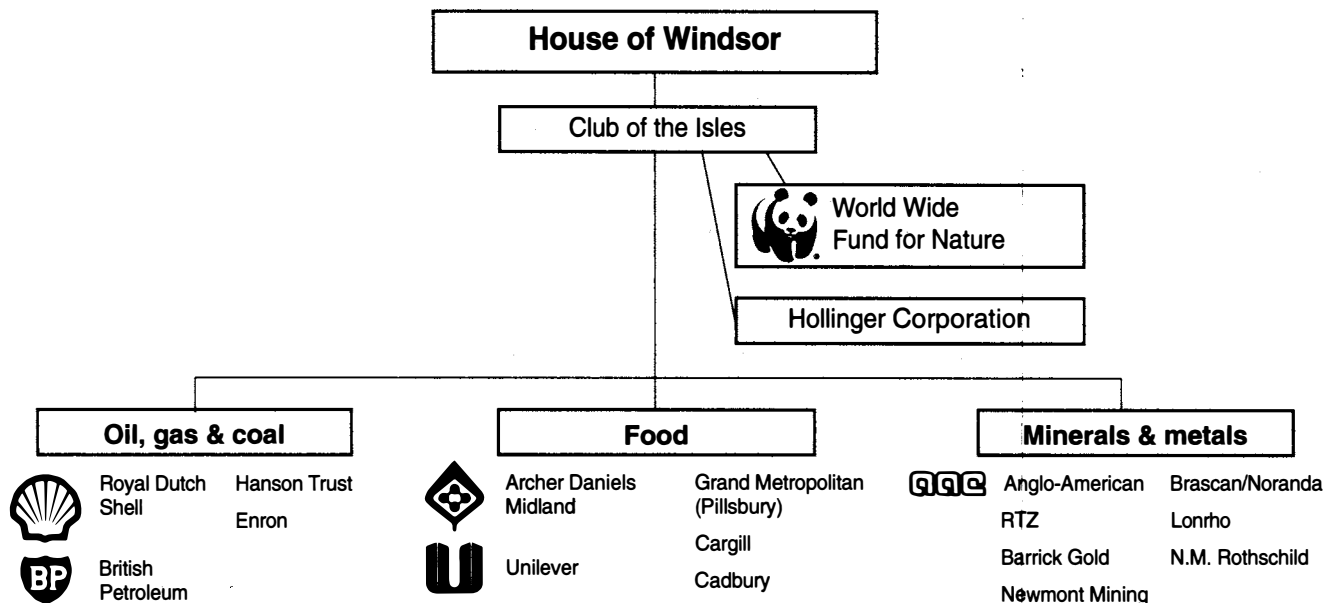 House of Windsor
Club of the Isles
World Wide
Fund for Nature
Hollinger Corporation
Oil, gas & coal
Royal Dutch
Shell
British
Petroleum
BP
Hanson Trust
Enron
Food
Archer Daniels
Midland
Unilever
Grand Metropolitan
(Pillsbury)
Cargill
Cadbury
Minerals & metals
aac
Anglo-American
RTZ
Barrick Gold
Newmont Mining
Brascan/Noranda
Lonrho
N.M. Rothschild